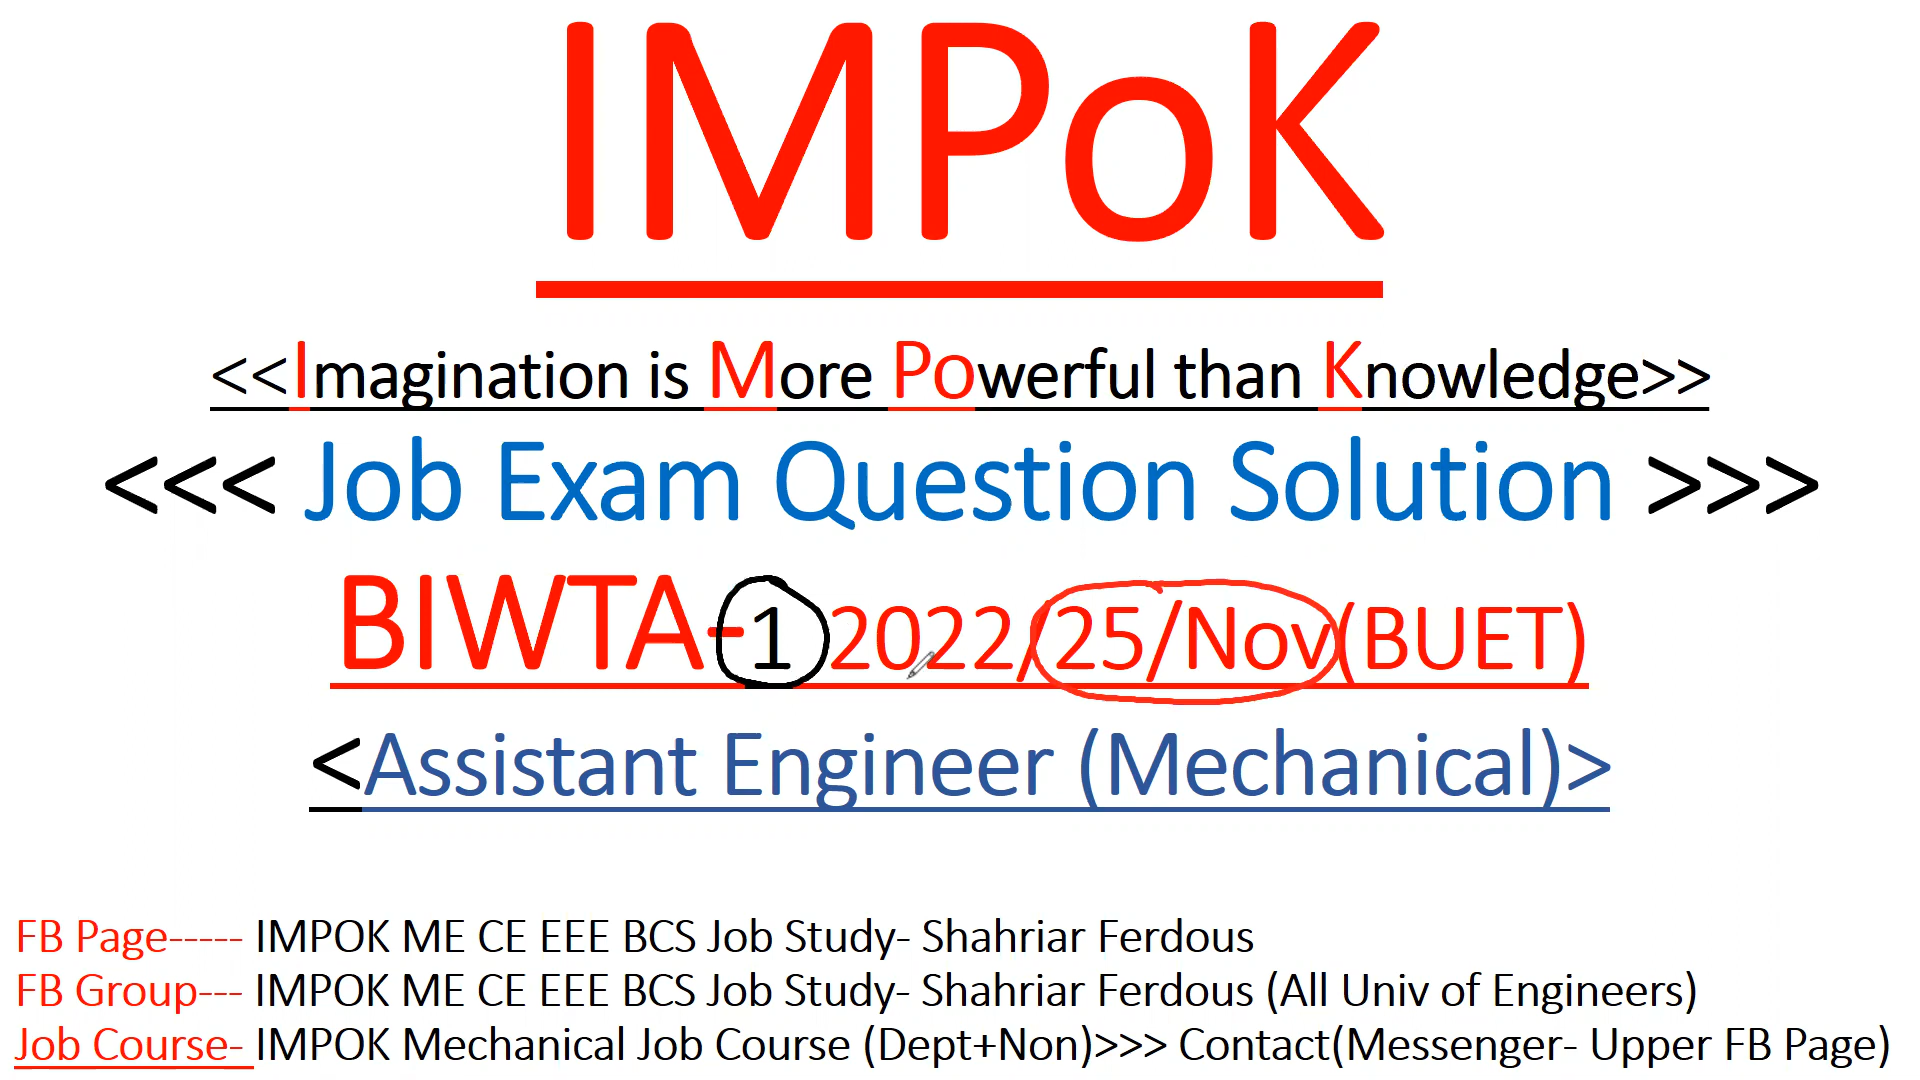 IMPoK
<<Imagination is More Powerful than Knowledge>>
<<< Job Exam Question Solution >>>
BIWTA-1 2022/25/Nov(BUET)
<Assistant Engineer (Mechanical)>
FB Page----- IMPOK ME CE EEE BCS Job Study- Shahriar Ferdous
FB Group--- IMPOK ME CE EEE BCS Job Study- Shahriar Ferdous (All Univ of Engineers)
Job Course- IMPOK Mechanical Job Course (Dept+Non)>>> Contact(Messenger- Upper FB Page)